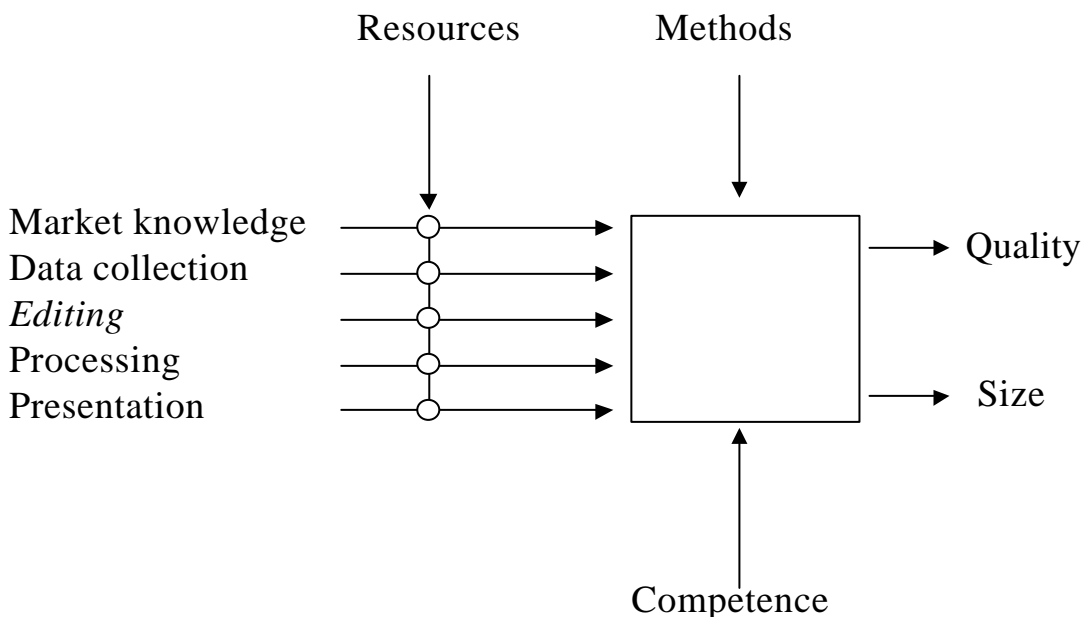 Resources
Methods
Market knowledge
Data collection
Editing
Processing
Presentation
Quality
Size
Competence